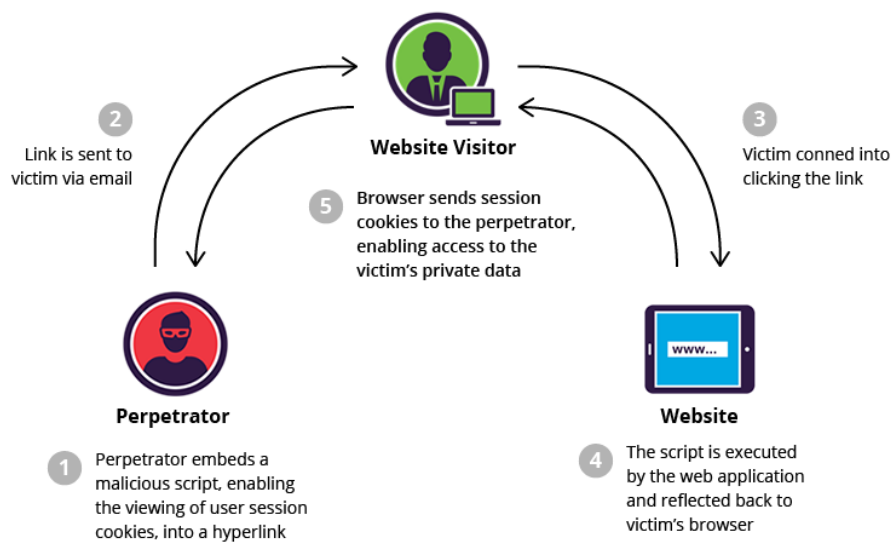 2
Link is sent to
victim via email
Website Visitor
3
Victim conned into
clicking the link
5
Browser sends session
cookies to the perpetrator,
enabling access to the
victim's private data
Perpetrator
1
Perpetrator embeds a
malicious script, enabling
the viewing of user session
cookies, into a hyperlink
www...
Website
4
The script is executed
by the web application
and reflected back to
victim's browser